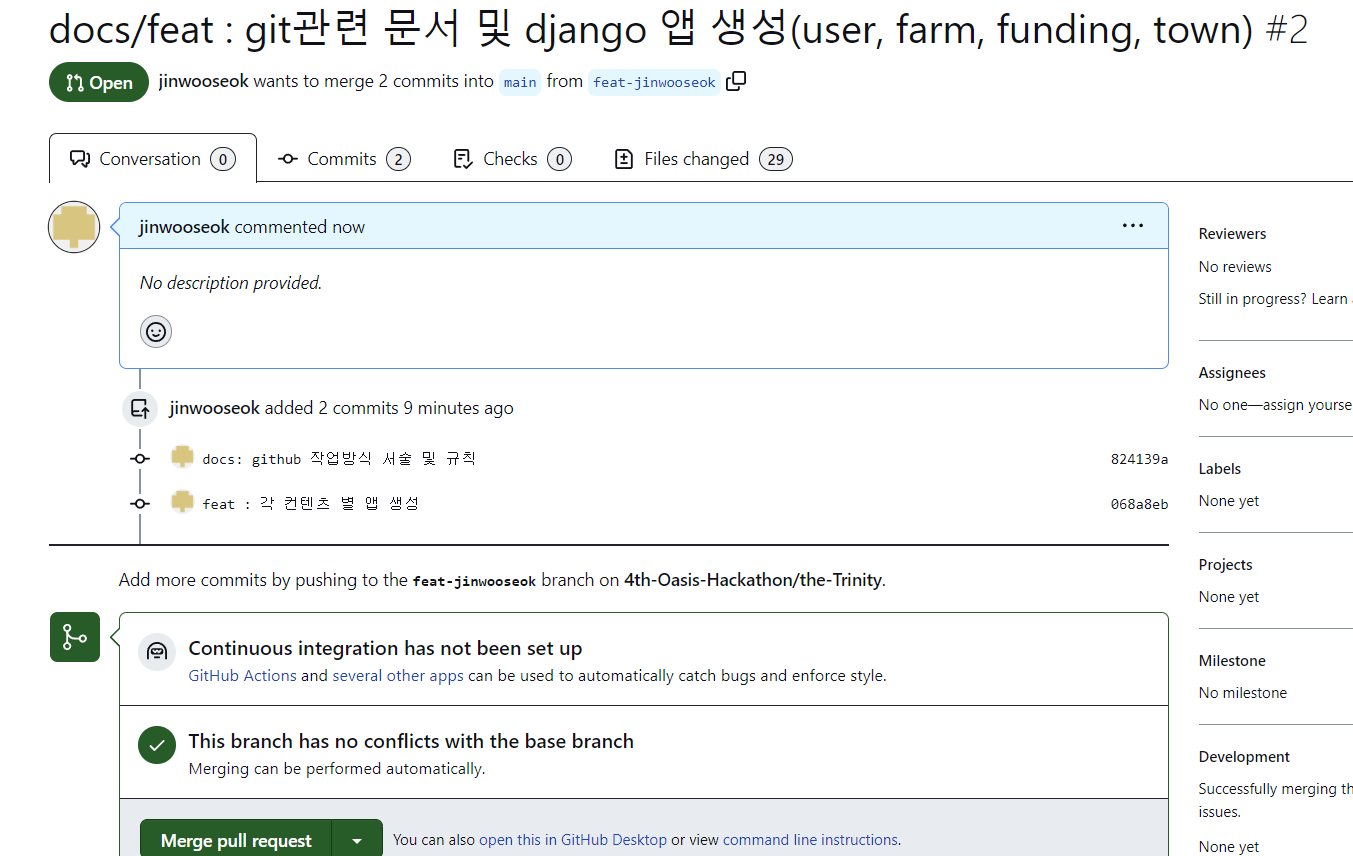 docs/feat : git관련 문서 및 django 앱 생성(user, farm, funding, town) #2
Open jinwooseok wants to merge 2 commits into main from feat-jinwooseok
Conversation 0 Commits 2 Checks 0 Files changed 29
jinwooseok commented now
No description provided.
jinwooseok added 2 commits 9 minutes ago
docs: github 작업방식 서술 및 규칙 824139a
feat : 각 컨텐츠 별 앱 생성 068a8eb
Add more commits by pushing to the feat-jinwooseok branch on 4th-Oasis-Hackathon/the-Trinity.
Continuous integration has not been set up
GitHub Actions and several other apps can be used to automatically catch bugs and enforce style.
This branch has no conflicts with the base branch
Merging can be performed automatically.
Merge pull request You can also open this in GitHub Desktop or view command line instructions.
Reviewers
No reviews
Still in progress? Learn
Assignees
No one—assign yourse
Labels
None yet
Projects
None yet
Milestone
No milestone
Development
Successfully merging th
issues.
None yet